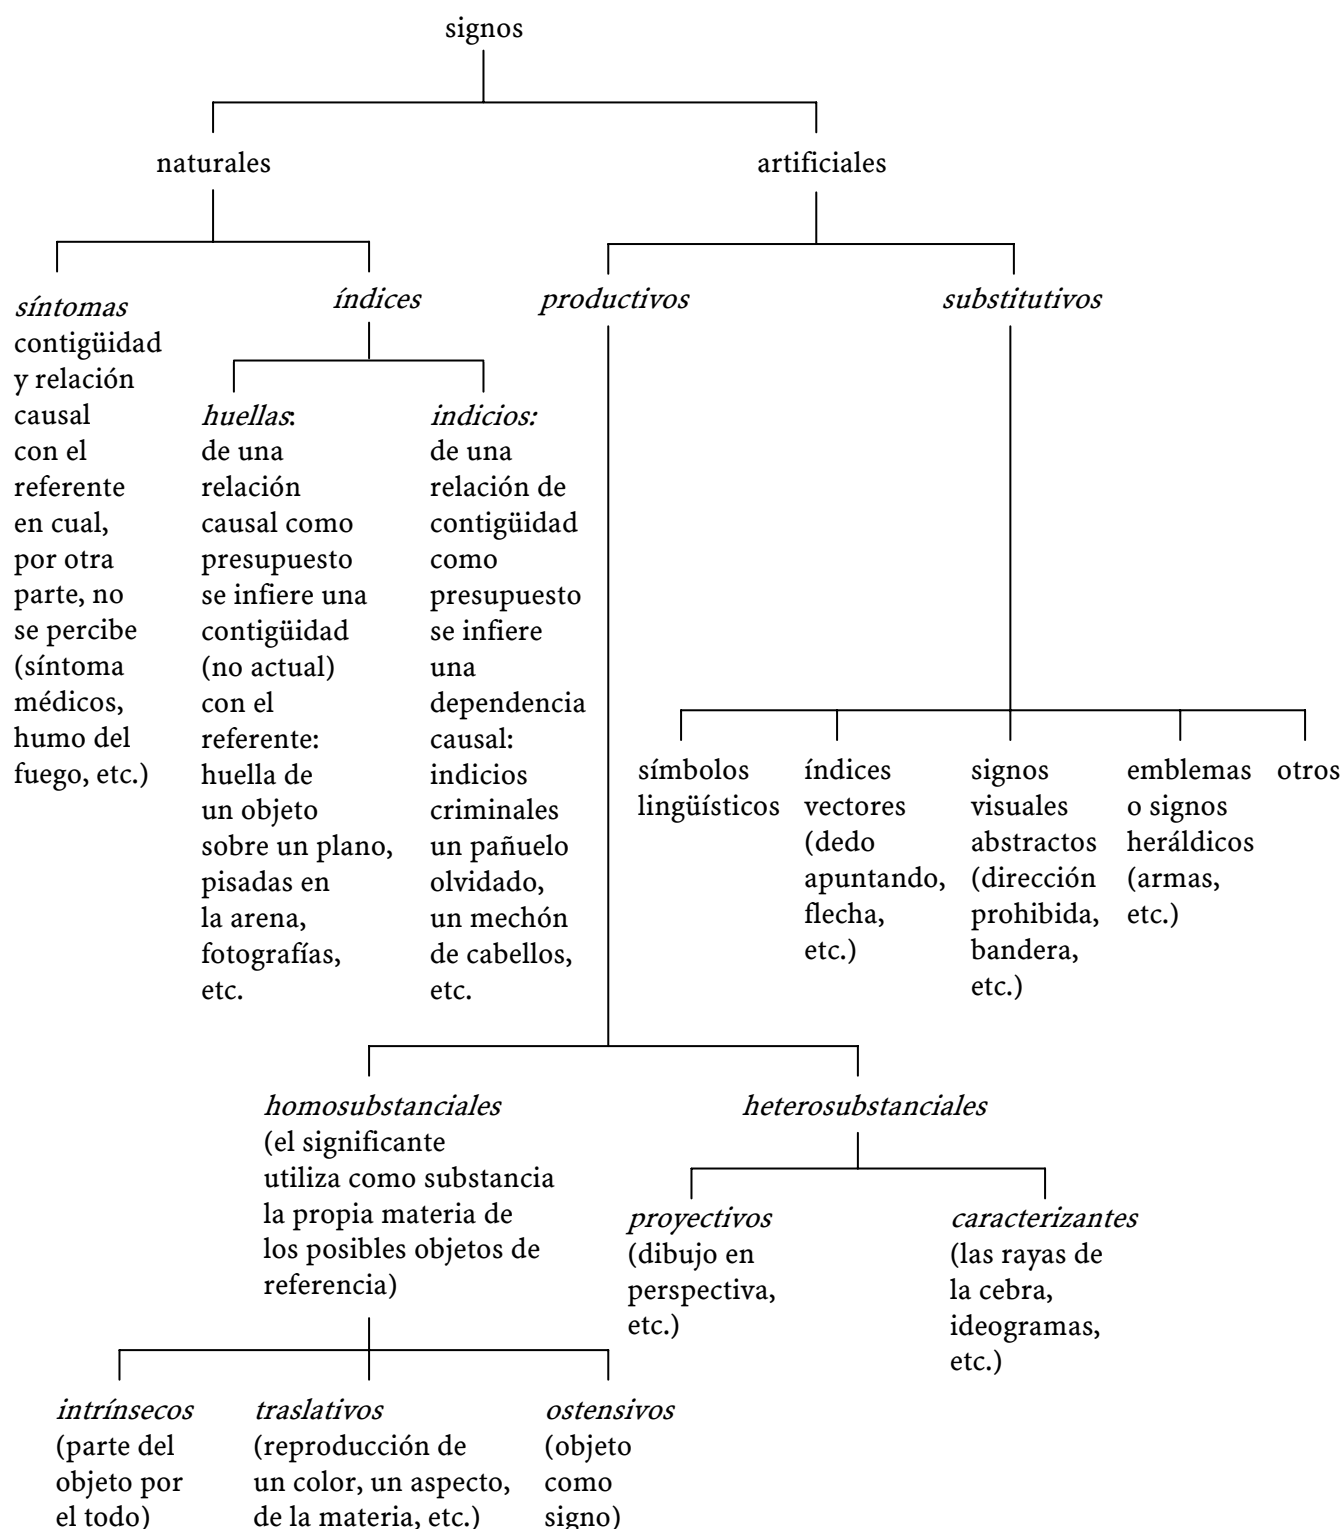 signos
naturales
artificiales
síntomas
contigüidad
y relación
causal
con el
referente
en cual,
por otra
parte, no
se percibe
(síntoma
médicos,
humo del
fuego, etc.)
índices
huellas:
de una
relación
causal como
presupuesto
se infiere una
contigüidad
(no actual)
con el
referente:
huella de
un objeto
sobre un plano,
pisadas en
la arena,
fotografías,
etc.
indicios:
de una
relación de
contigüidad
como
presupuesto
se infiere
una
dependencia
causal:
indicios
criminales
un pañuelo
olvidado,
un mechón
de cabellos,
etc.
productivos
substitutivos
símbolos
lingüísticos
índices
vectores
(dedo
apuntando,
flecha,
etc.)
signos
visuales
abstractos
(dirección
prohibida,
bandera,
etc.)
emblemas
o signos
heráldicos
(armas,
etc.)
otros
homosubstanciales
(el significante
utiliza como substancia
la propia materia de
los posibles objetos de
referencia)
heterosubstanciales
proyectivos
(dibujo en
perspectiva,
etc.)
caracterizantes
(las rayas de
la cebra,
ideogramas,
etc.)
intrínsecos
(parte del
objeto por
el todo)
traslativos
(reproducción de
un color, un aspecto,
de la materia, etc.)
ostensivos
(objeto
como
signo)